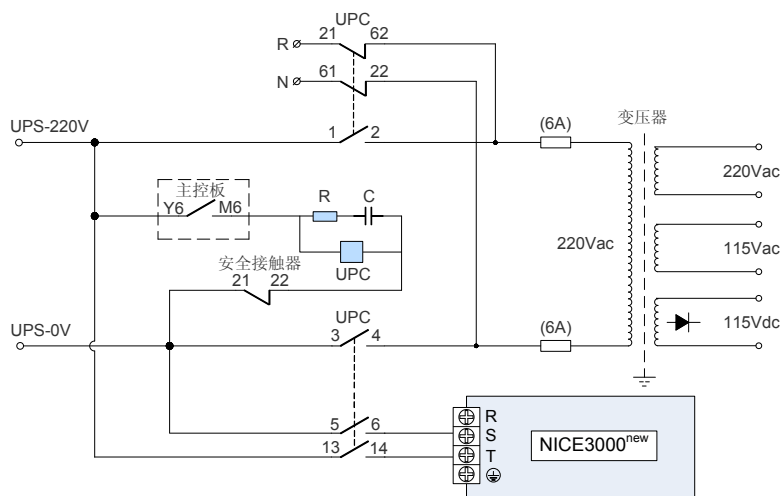 UPC
R 21 62
N 61 22
UPS-220V 1 2 (6A) 变压器
220Vac
主控板
Y6 M6 R C
UPC
220Vac
115Vac
安全接触器
21 22
UPC
UPS-0V 3 4 (6A)
115Vdc
5 6
13 14
R
S
T
NICE3000new